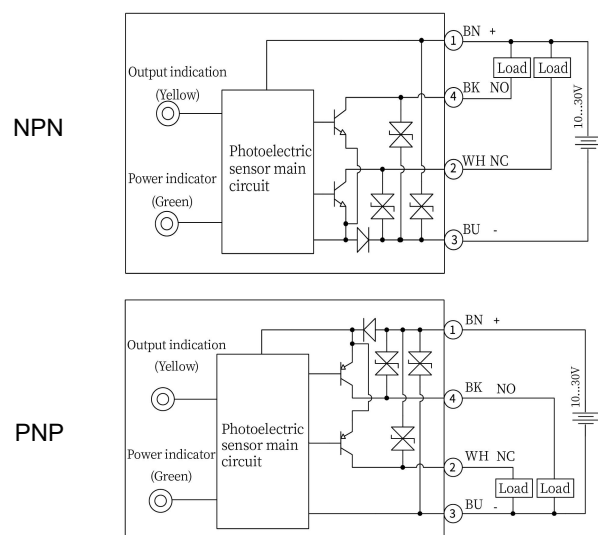 NPN
Output indication
(Yellow)
Power indicator
(Green)
Photoelectric
sensor main
circuit
1 BN +
Load Load
4 BK NO
2 WH NC
3 BU -
10...30V
PNP
Output indication
(Yellow)
Power indicator
(Green)
Photoelectric
sensor main
circuit
1 BN +
4 BK NO
2 WH NC
Load Load
3 BU -
10...30V